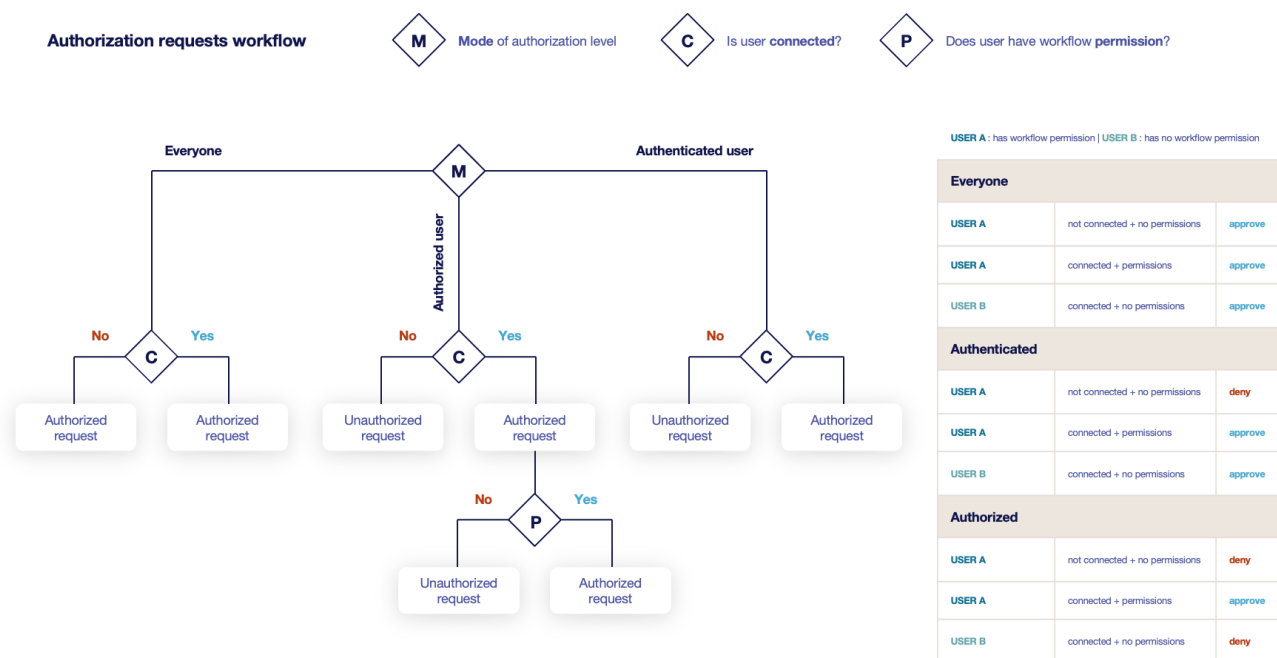 Authorization requests workflow
M Mode of authorization level
C Is user connected?
P Does user have workflow permission?
USER A : has workflow permission | USER B : has no workflow permission
Everyone
M
Authenticated user
Authorized user
No
C
Yes
Authorized
request
Authorized
request
No
C
Yes
Unauthorized
request
Authorized
request
No
P
Yes
Unauthorized
request
Authorized
request
No
C
Yes
Unauthorized
request
Authorized
request
Everyone
USER A not connected + no permissions approve
USER A connected + permissions approve
USER B connected + no permissions approve
Authenticated
USER A not connected + no permissions deny
USER A connected + permissions approve
USER B connected + no permissions approve
Authorized
USER A not connected + no permissions deny
USER A connected + permissions approve
USER B connected + no permissions deny